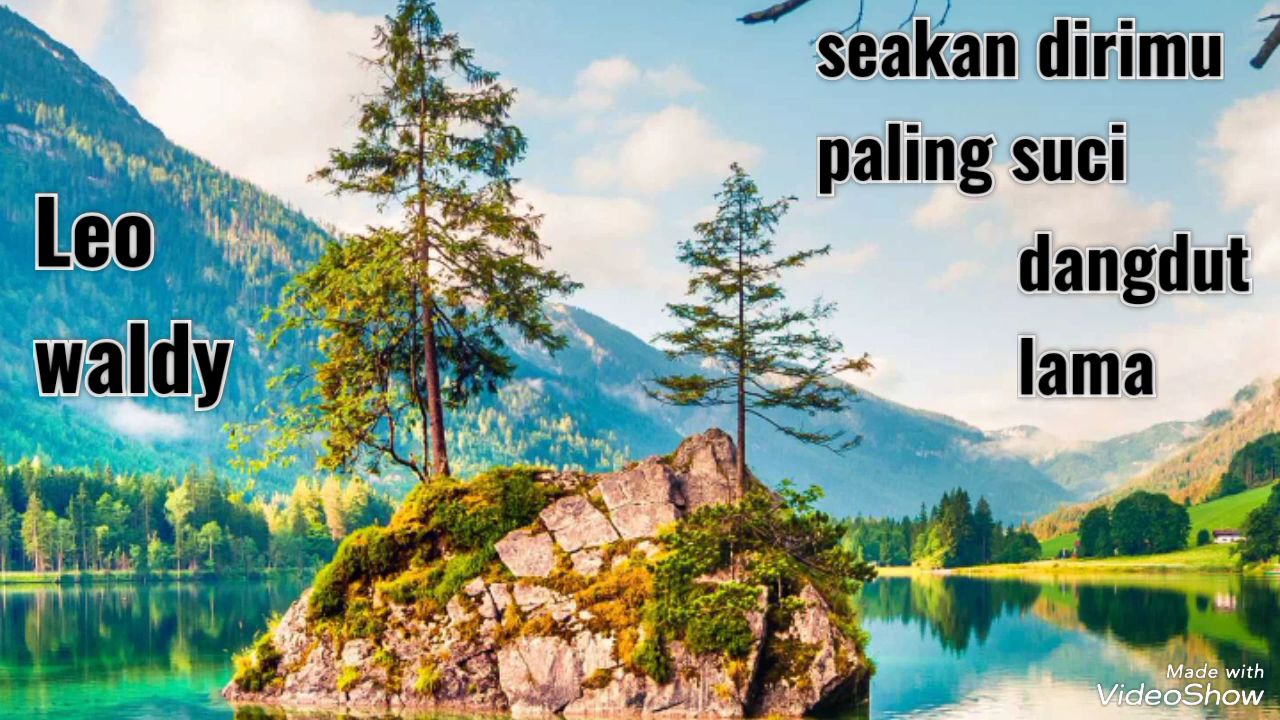 Leo
waldy
seakan dirimu
paling suci
dangdut
lama
Made with
VideoShow